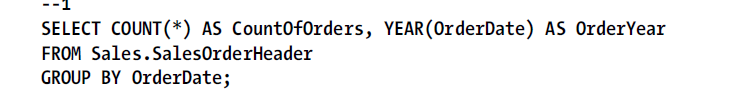 --1
SELECT COUNT(*) AS CountOfOrders, YEAR(OrderDate) AS OrderYear
FROM Sales.SalesOrderHeader
GROUP BY OrderDate;